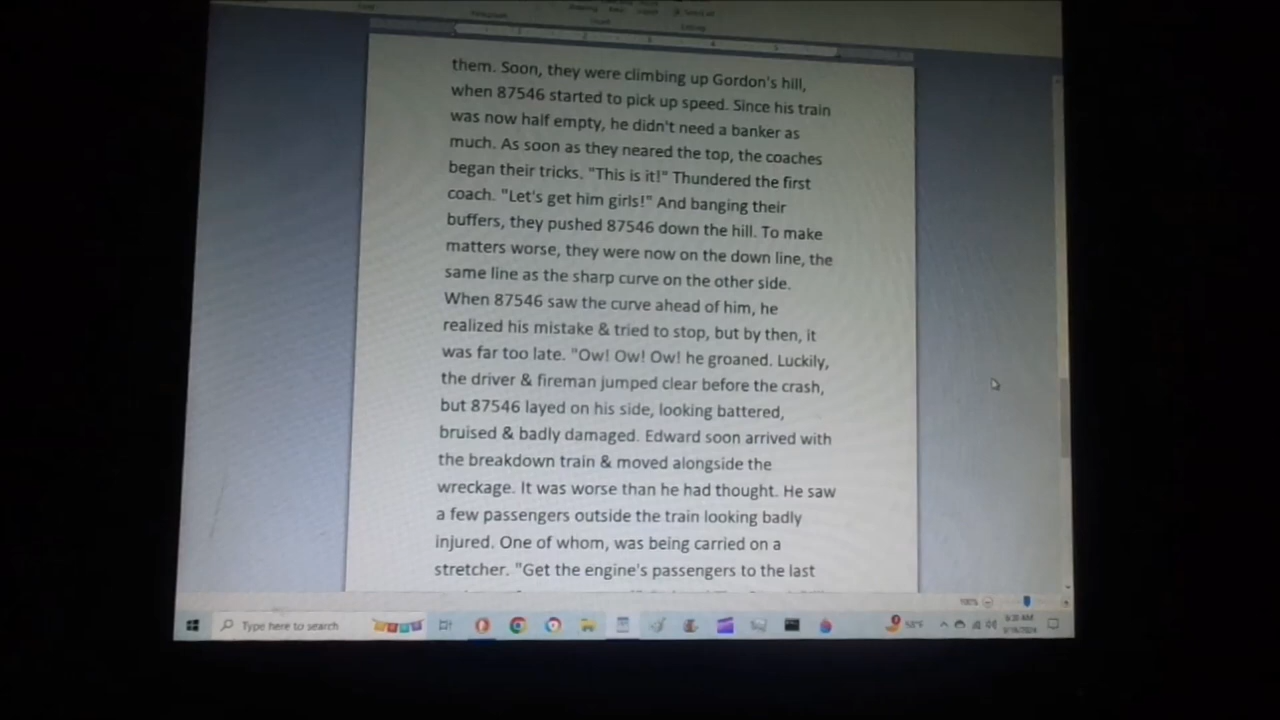 them. Soon, they were climbing up Gordon's hill,
when 87546 started to pick up speed. Since his train
was now half empty, he didn't need a banker as
much. As soon as they neared the top, the coaches
began their tricks. "This is it!" Thundered the first
coach. "Let's get him girls!" And banging their
buffers, they pushed 87546 down the hill. To make
matters worse, they were now on the down line, the
same line as the sharp curve on the other side.
When 87546 saw the curve ahead of him, he
realized his mistake & tried to stop, but by then, it
was far too late. "Ow! Ow! Ow! he groaned. Luckily,
the driver & fireman jumped clear before the crash,
but 87546 layed on his side, looking battered,
bruised & badly damaged. Edward soon arrived with
the breakdown train & moved alongside the
wreckage. It was worse than he had thought. He saw
a few passengers outside the train looking badly
injured. One of whom, was being carried on a
stretcher. "Get the engine's passengers to the last
100%
Type here to search
58°F